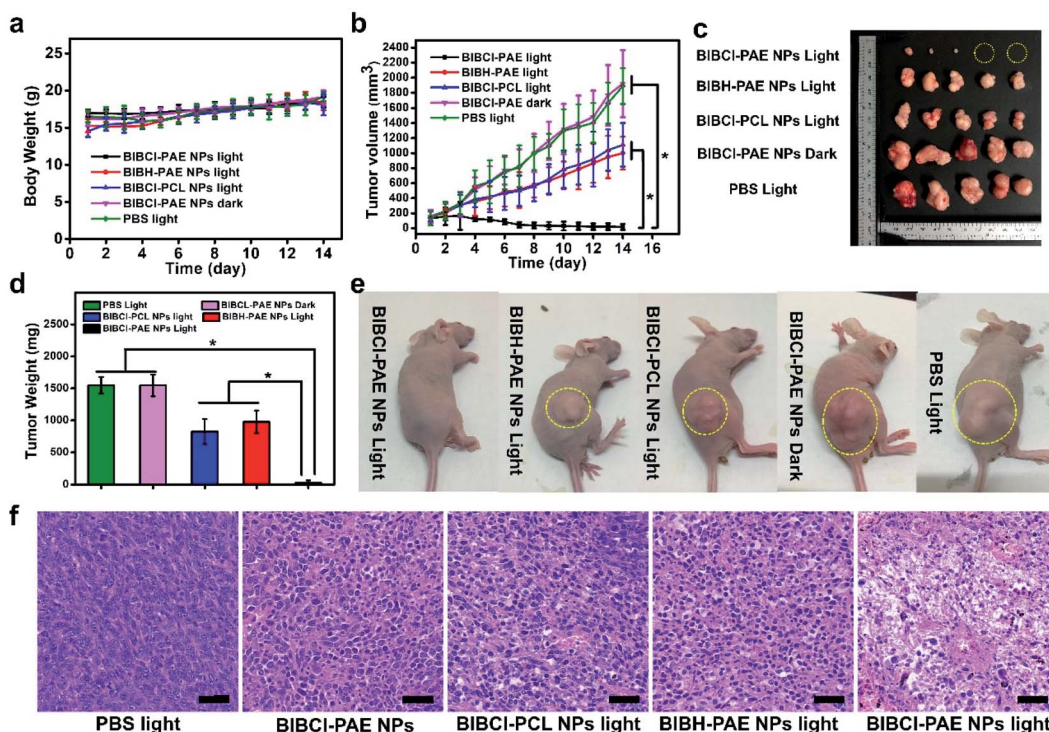 a
Body Weight (g)
25
20
15
10
5
0
BIBCl-PAE NPs light
BIBH-PAE NPs light
BIBCl-PCL NPs light
BIBCl-PAE NPs dark
PBS light
0 2 4 6 8 10 12 14
Time (day)
b
Tumor volume (mm3)
2400
2200
2000
1800
1600
1400
1200
1000
800
600
400
200
0
BIBCl-PAE light
BIBH-PAE light
BIBCl-PCL light
BIBCl-PAE dark
PBS light
*
*
0 2 4 6 8 10 12 14 16
Time (day)
c
BIBCl-PAE NPs Light
BIBH-PAE NPs Light
BIBCl-PCL NPs Light
BIBCl-PAE NPs Dark
PBS Light
d
Tumor Weight (mg)
2500
2000
1500
1000
500
0
PBS Light
BIBCL-PAE NPs Dark
BIBCl-PCL NPs light
BIBH-PAE NPs Light
BIBCl-PAE NPs Light
*
*
e
BIBCl-PAE NPs Light
BIBH-PAE NPs Light
BIBCl-PCL NPs Light
BIBCl-PAE NPs Dark
PBS Light
f
PBS light
BIBCl-PAE NPs
BIBCl-PCL NPs light
BIBH-PAE NPs light
BIBCl-PAE NPs light